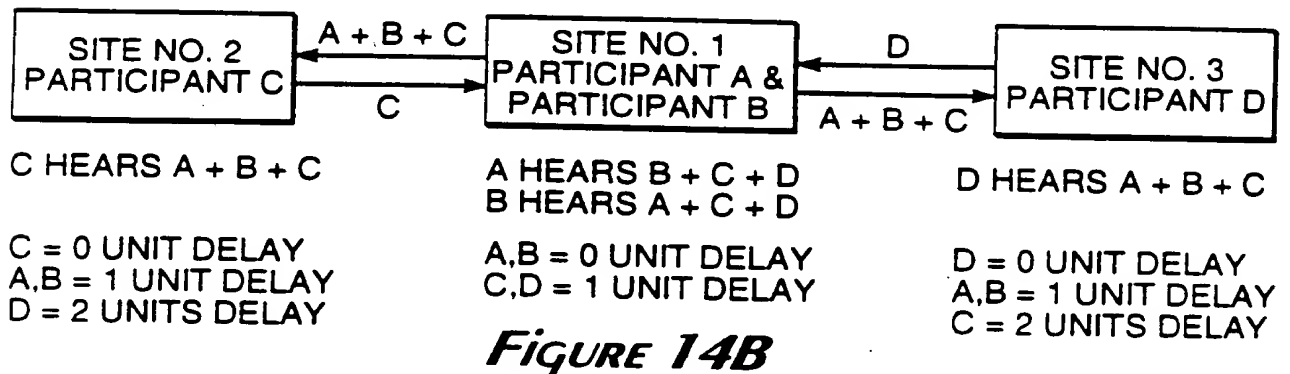 SITE NO. 2
PARTICIPANT C
A + B + C
C
SITE NO. 1
PARTICIPANT A &
PARTICIPANT B
D
A + B + C
SITE NO. 3
PARTICIPANT D
C HEARS A + B + C
C = 0 UNIT DELAY
A,B = 1 UNIT DELAY
D = 2 UNITS DELAY
A HEARS B + C + D
B HEARS A + C + D
A,B = 0 UNIT DELAY
C,D = 1 UNIT DELAY
D HEARS A + B + C
D = 0 UNIT DELAY
A,B = 1 UNIT DELAY
C = 2 UNITS DELAY
FIGURE 14B